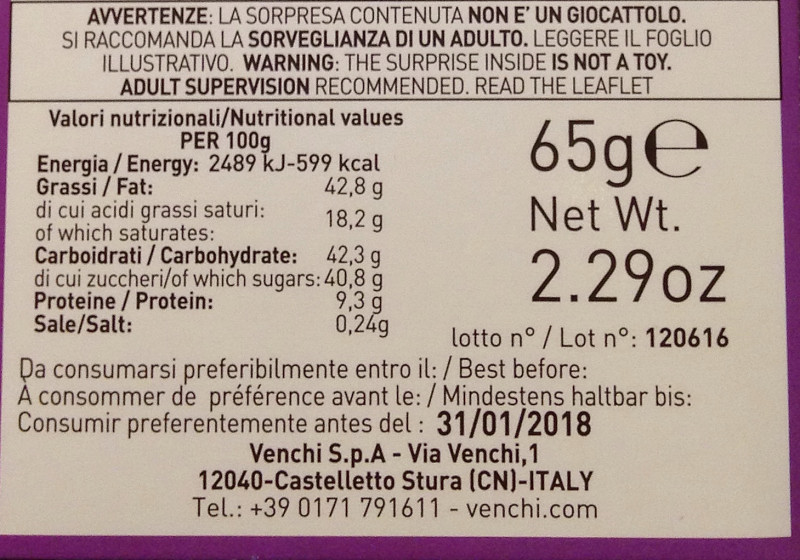 AVVERTENZE: LA SORPRESA CONTENUTA NON E' UN GIOCATTOLO.
SI RACCOMANDA LA SORVEGLIANZA DI UN ADULTO. LEGGERE IL FOGLIO
ILLUSTRATIVO. WARNING: THE SURPRISE INSIDE IS NOT A TOY.
ADULT SUPERVISION RECOMMENDED. READ THE LEAFLET
Valori nutrizionali/Nutritional values
PER 100g
Energia / Energy: 2489 kJ-599 kcal
Grassi / Fat: 42,8 g
di cui acidi grassi saturi:
of which saturates: 18,2 g
Carboidrati / Carbohydrate: 42,3 g
di cui zuccheri/of which sugars: 40,8 g
Proteine / Protein: 9,3 g
Sale/Salt: 0,24g
65g℮
Net Wt.
2.29oz
lotto n° / Lot n°: 120616
Da consumarsi preferibilmente entro il: / Best before:
À consommer de préférence avant le: / Mindestens haltbar bis:
Consumir preferentemente antes del : 31/01/2018
Venchi S.p.A - Via Venchi,1
12040-Castelletto Stura (CN)-ITALY
Tel.: +39 0171 791611 - venchi.com